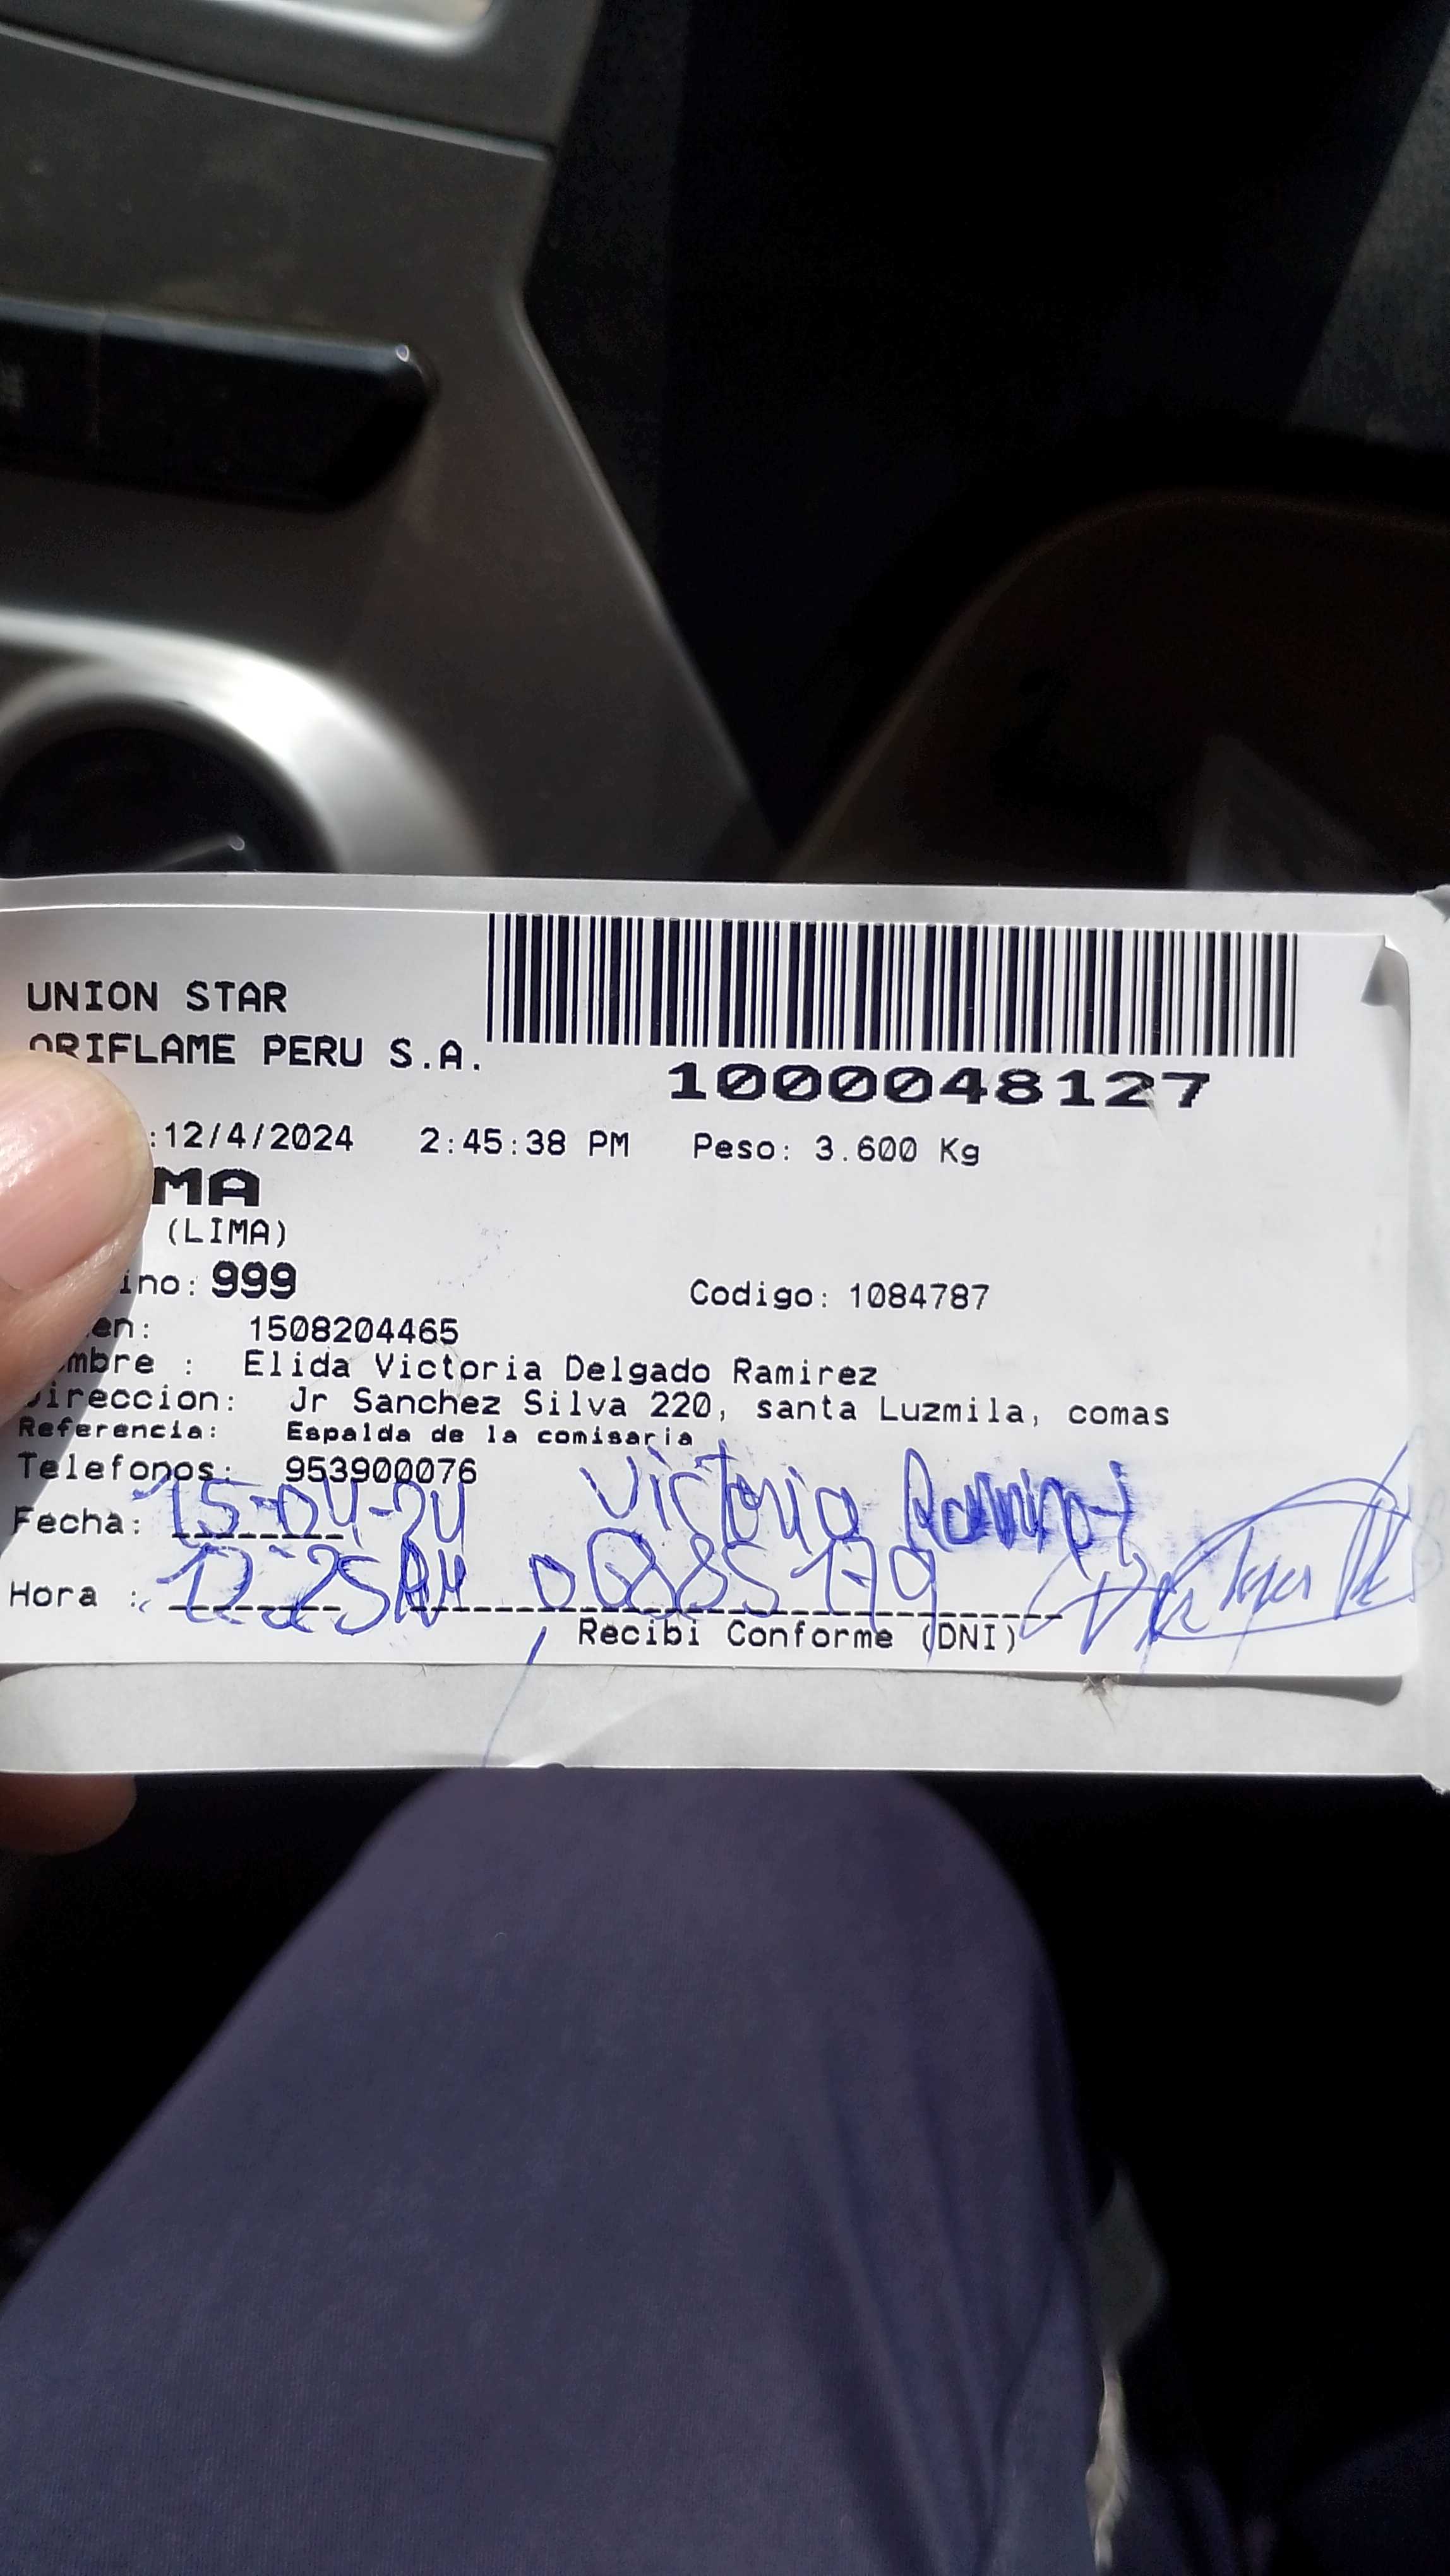 UNION STAR
ORIFLAME PERU S.A.
1000048127
:12/4/2024 2:45:38 PM Peso: 3.600 Kg
MA
(LIMA)
ino: 999 Codigo: 1084787
en: 1508204465
mbre : Elida Victoria Delgado Ramirez
Direccion: Jr Sanchez Silva 220, santa Luzmila, comas
Referencia: Espalda de la comisaria
Telefonos: 953900076
Fecha: 15-04-24 Victoria
Hora : 12:25
Recibi Conforme (DNI)